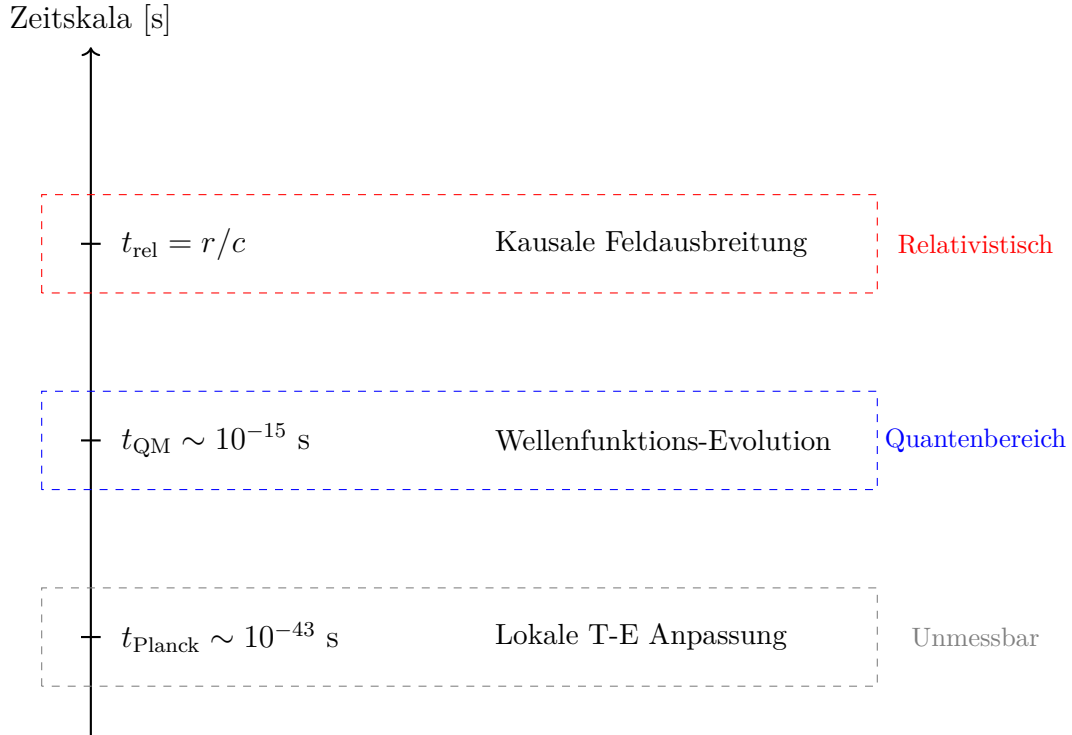 Zeitskala [s]
t_rel = r/c Kausale Feldausbreitung Relativistisch
t_QM ∼ 10⁻¹⁵ s Wellenfunktions-Evolution Quantenbereich
t_Planck ∼ 10⁻⁴³ s Lokale T-E Anpassung Unmessbar